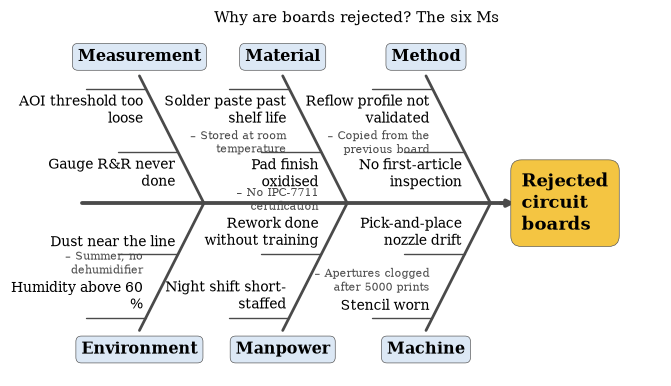 Why are boards rejected? The six Ms
Measurement
Material
Method
AOI threshold too
loose
Solder paste past
shelf life
– Stored at room
temperature
Reflow profile not
validated
– Copied from the
previous board
Gauge R&R never
done
Pad finish
oxidised
No first-article
inspection
Rejected
circuit
boards
– No IPC-7711
certification
Dust near the line
Rework done
without training
Pick-and-place
nozzle drift
– Summer, no
dehumidifier
Humidity above 60
%
Night shift short-
staffed
– Apertures clogged
after 5000 prints
Stencil worn
Environment
Manpower
Machine